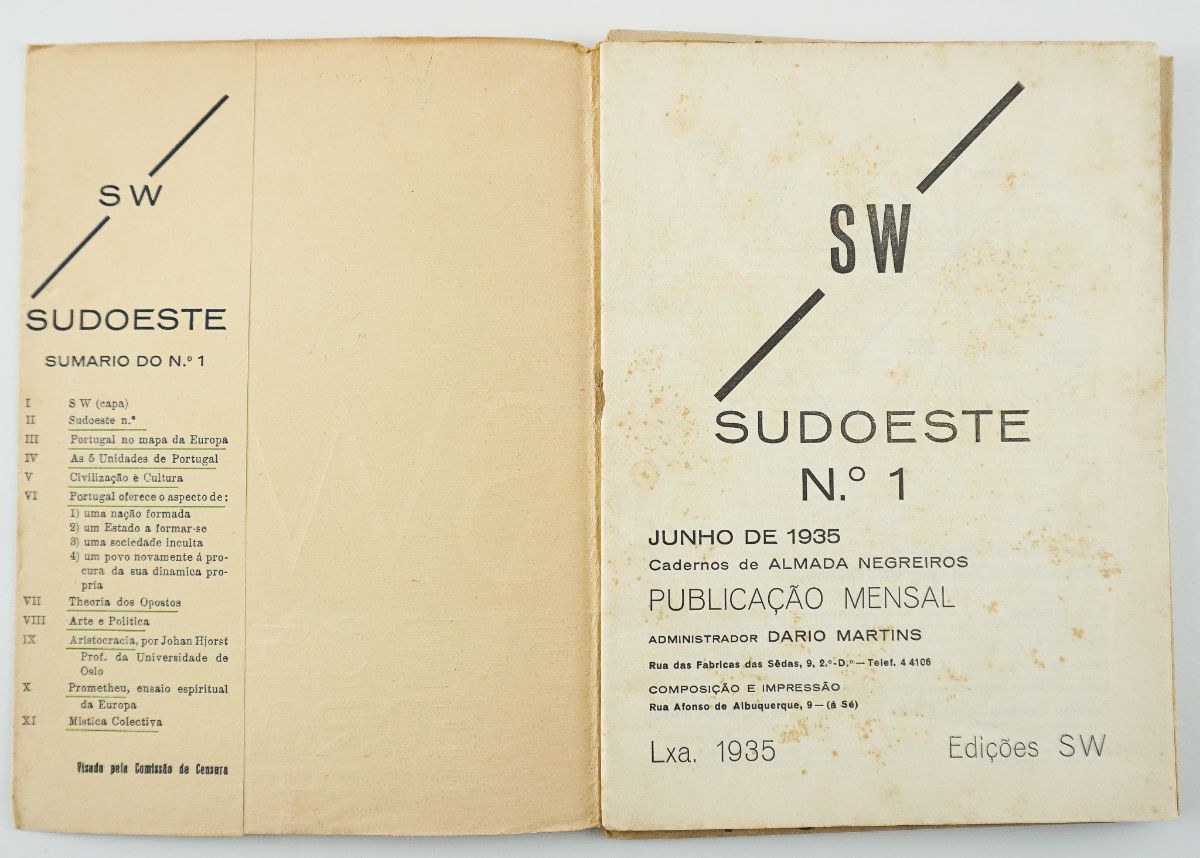 SW
SUDOESTE
SUMARIO DO N.º 1
I S W (capa)
II Sudoeste n.º
III Portugal no mapa da Europa
IV As 5 Unidades de Portugal
V Civilização e Cultura
VI Portugal oferece o aspecto de:
1) uma nação formada
2) um Estado a formar-se
3) uma sociedade inculta
4) um povo novamente á pro-
cura da sua dinamica pro-
pria
VII Theoria dos Opostos
VIII Arte e Politica
IX Aristocracia, por Johan Hjorst
Prof. da Universidade de
Oslo
X Prometheu, ensaio espiritual
da Europa
XI Mistica Colectiva
Visado pela Comissão de Censura
SW
SUDOESTE
N.º 1
JUNHO DE 1935
Cadernos de ALMADA NEGREIROS
PUBLICAÇÃO MENSAL
ADMINISTRADOR DARIO MARTINS
Rua das Fabricas das Sêdas, 9, 2.º-D.º — Telef. 4 4106
COMPOSIÇÃO E IMPRESSÃO
Rua Afonso de Albuquerque, 9 — (á Sé)
Lxa. 1935
Edições SW